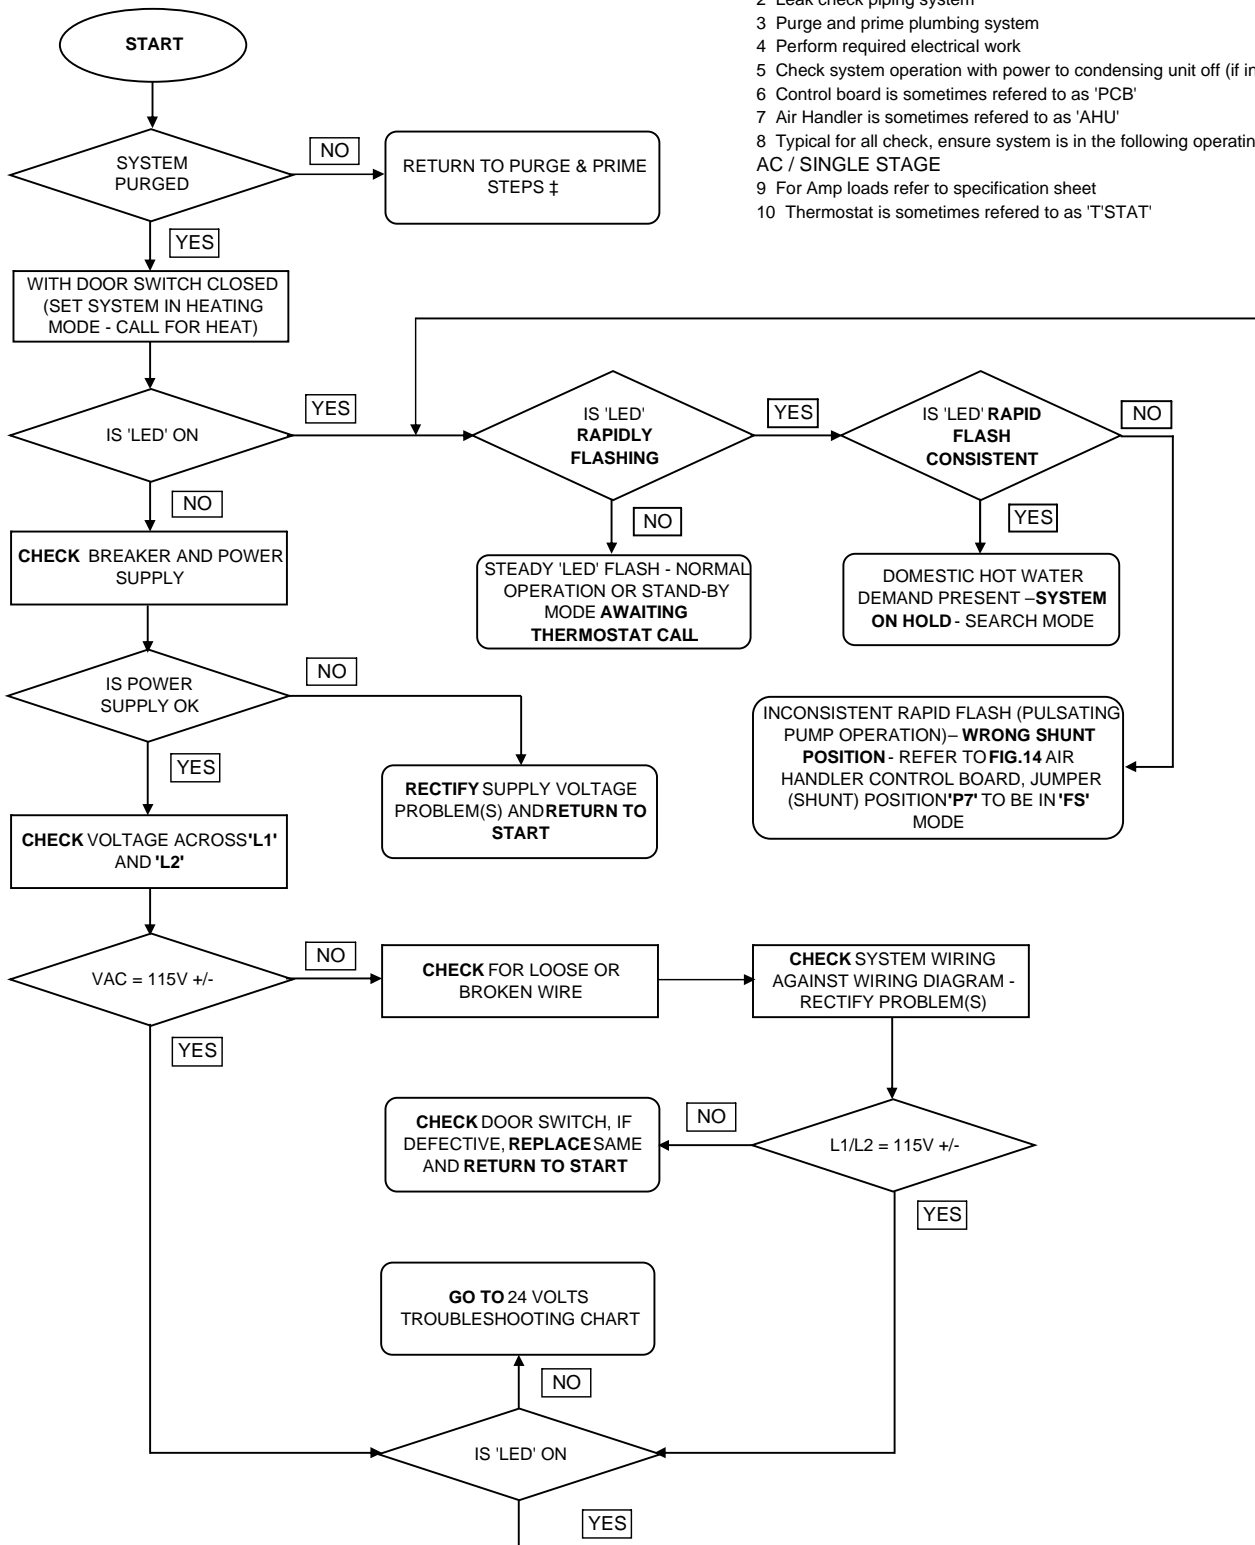 2 Leak check piping system
3 Purge and prime plumbing system
4 Perform required electrical work
5 Check system operation with power to condensing unit off (if in
6 Control board is sometimes refered to as 'PCB'
7 Air Handler is sometimes refered to as 'AHU'
8 Typical for all check, ensure system is in the following operatin
AC / SINGLE STAGE
9 For Amp loads refer to specification sheet
10 Thermostat is sometimes refered to as 'T'STAT'
START
SYSTEM
PURGED
NO
RETURN TO PURGE & PRIME
STEPS ‡
YES
WITH DOOR SWITCH CLOSED
(SET SYSTEM IN HEATING
MODE - CALL FOR HEAT)
IS 'LED' ON
YES
IS 'LED'
RAPIDLY
FLASHING
YES
IS 'LED' RAPID
FLASH
CONSISTENT
NO
NO
NO
YES
CHECK BREAKER AND POWER
SUPPLY
STEADY 'LED' FLASH - NORMAL
OPERATION OR STAND-BY
MODE AWAITING
THERMOSTAT CALL
DOMESTIC HOT WATER
DEMAND PRESENT –SYSTEM
ON HOLD - SEARCH MODE
IS POWER
SUPPLY OK
NO
YES
RECTIFY SUPPLY VOLTAGE
PROBLEM(S) AND RETURN TO
START
INCONSISTENT RAPID FLASH (PULSATING
PUMP OPERATION)– WRONG SHUNT
POSITION - REFER TO FIG.14 AIR
HANDLER CONTROL BOARD, JUMPER
(SHUNT) POSITION 'P7' TO BE IN 'FS'
MODE
CHECK VOLTAGE ACROSS 'L1'
AND 'L2'
VAC = 115V +/-
NO
CHECK FOR LOOSE OR
BROKEN WIRE
CHECK SYSTEM WIRING
AGAINST WIRING DIAGRAM -
RECTIFY PROBLEM(S)
YES
CHECK DOOR SWITCH, IF
DEFECTIVE, REPLACE SAME
AND RETURN TO START
NO
L1/L2 = 115V +/-
YES
GO TO 24 VOLTS
TROUBLESHOOTING CHART
NO
IS 'LED' ON
YES